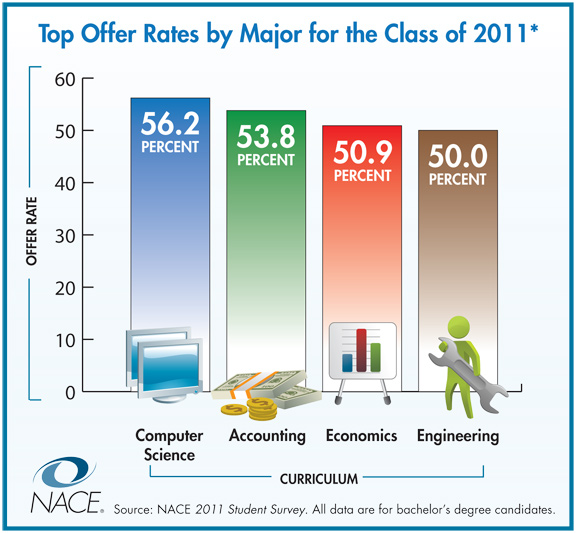 Top Offer Rates by Major for the Class of 2011*
60
50
40
30
20
10
0
OFFER RATE
56.2
PERCENT
53.8
PERCENT
50.9
PERCENT
50.0
PERCENT
Computer
Science
Accounting
Economics
Engineering
CURRICULUM
NACE®
Source: NACE 2011 Student Survey. All data are for bachelor's degree candidates.